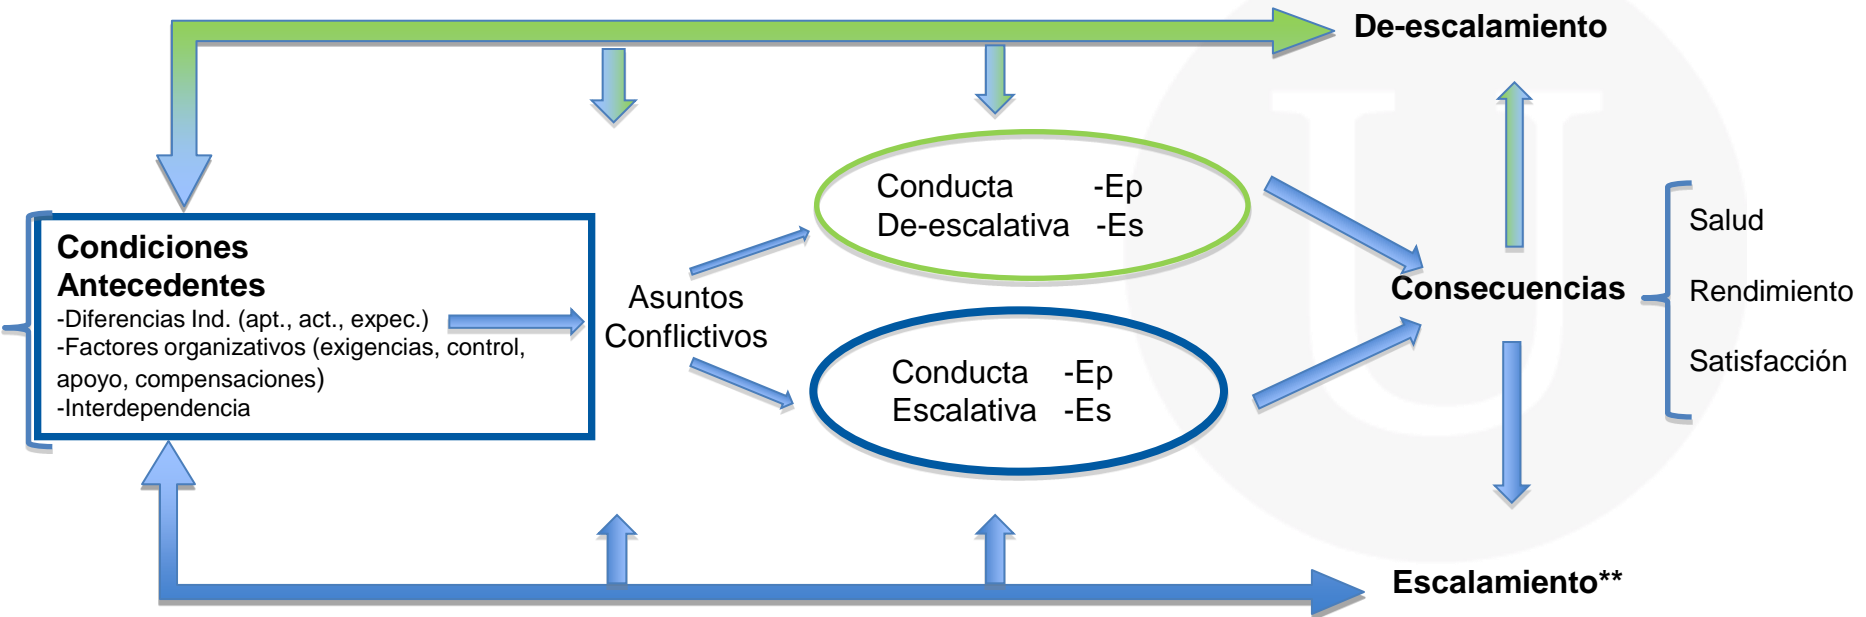 De-escalamiento
Conducta -Ep
De-escalativa -Es
Condiciones
Antecedentes
-Diferencias Ind. (apt., act., expec.)
-Factores organizativos (exigencias, control,
apoyo, compensaciones)
-Interdependencia
Asuntos
Conflictivos
Conducta -Ep
Escalativa -Es
Consecuencias
Salud
Rendimiento
Satisfacción
Escalamiento**
U